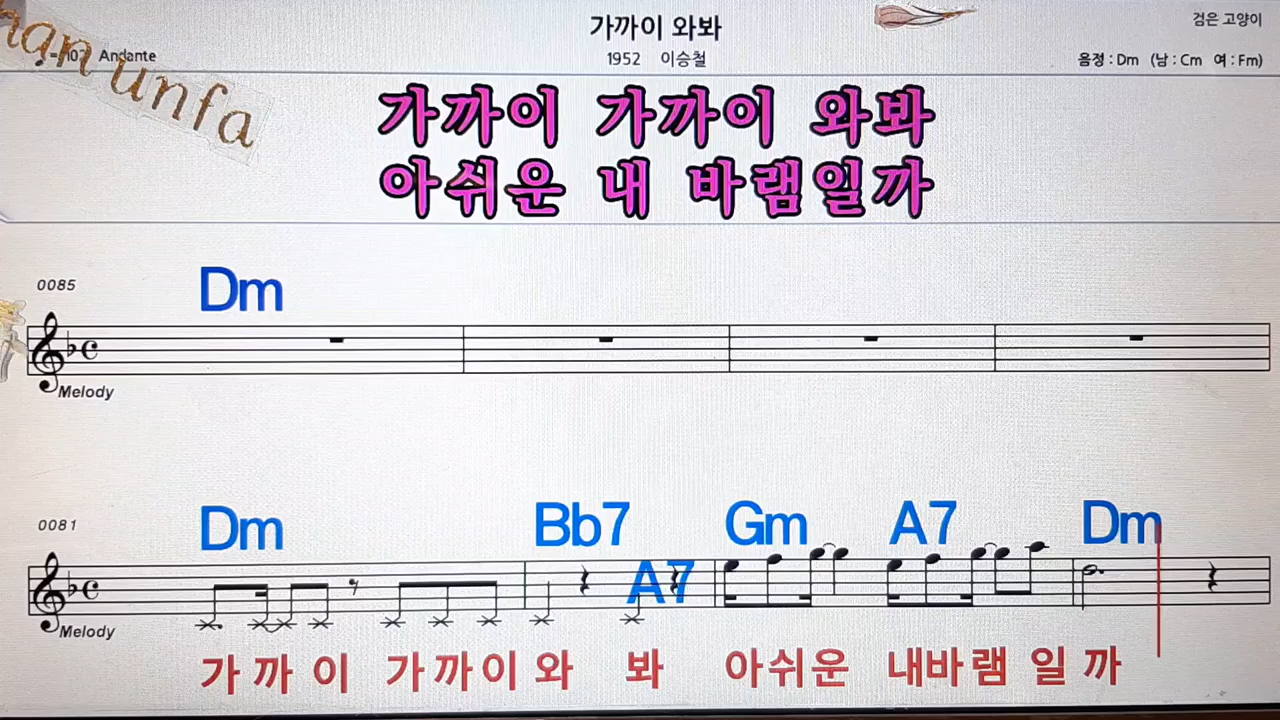 가까이 와봐
검은 고양이
Andante
1952 이승철
음정 : Dm (남 : Cm 여 : Fm)
unfa
가까이 가까이 와봐
아쉬운 내 바램일까
0085
Dm
Melody
0081
Dm Bb7 A7 Gm A7 Dm
Melody
가 까 이 가까이 와 봐 아쉬운 내바램 일 까